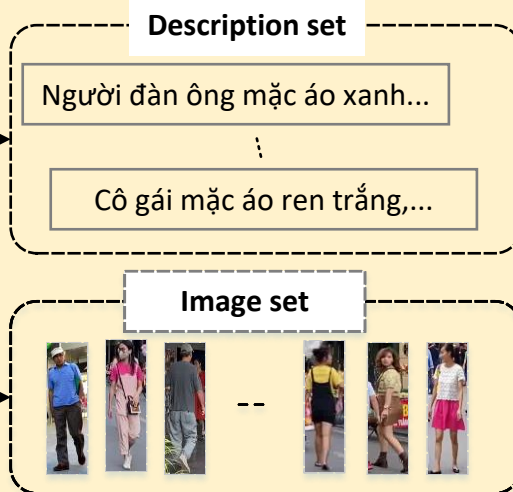 Description set
Người đàn ông mặc áo xanh...
Cô gái mặc áo ren trắng,...
Image set